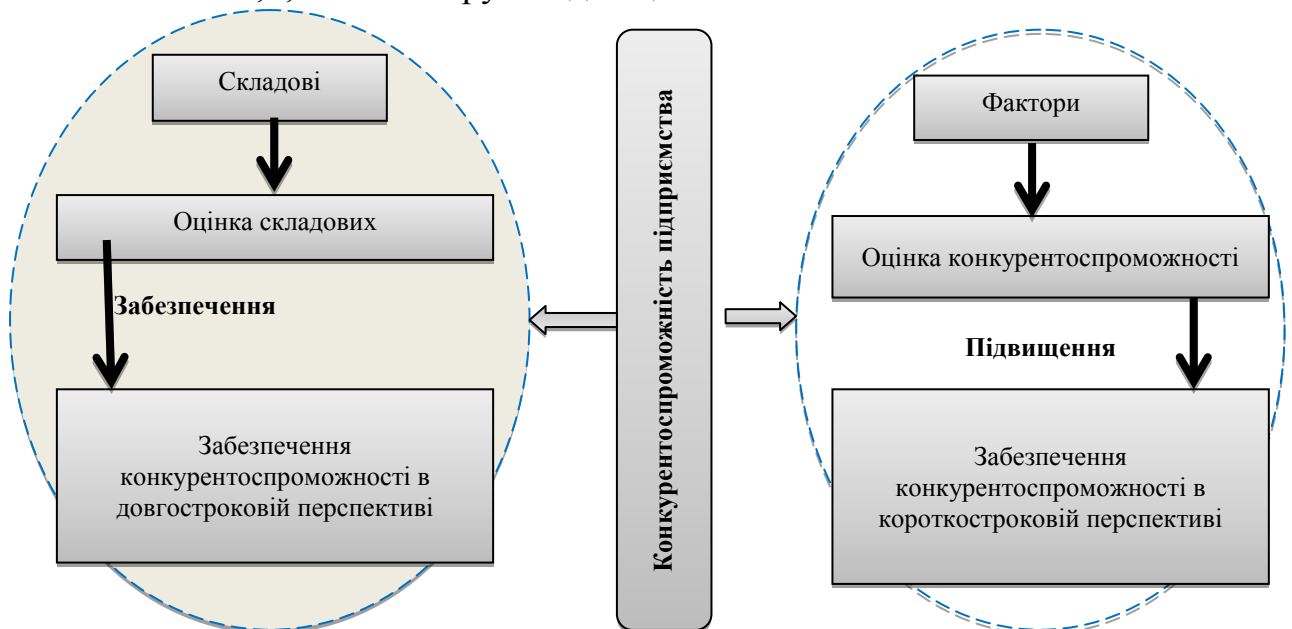 Складові
Оцінка складових
Забезпечення
Забезпечення
конкурентоспроможності в
довгостроковій перспективі
Конкурентоспроможність підприємства
Фактори
Оцінка конкурентоспроможності
Підвищення
Забезпечення
конкурентоспроможності в
короткостроковій перспективі